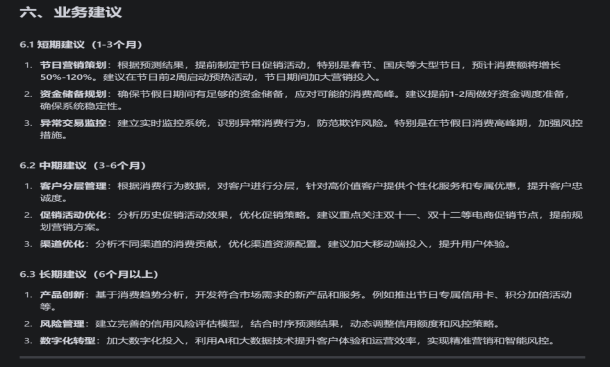 六、业务建议
6.1 短期建议（1-3个月）
1. 节日营销策划：根据预测结果，提前制定节日促销活动，特别是春节、国庆等大型节日，预计消费额将增长
50%-120%。建议在节日前2周启动预热活动，节日期间加大营销投入。
2. 资金储备规划：确保节假日期间有足够的资金储备，应对可能的消费高峰。建议提前1-2周做好资金调度准备，
确保系统稳定性。
3. 异常交易监控：建立实时监控系统，识别异常消费行为，防范欺诈风险。特别是在节假日消费高峰期，加强风控
措施。
6.2 中期建议（3-6个月）
1. 客户分层管理：根据消费行为数据，对客户进行分层，针对高价值客户提供个性化服务和专属优惠，提升客户忠
诚度。
2. 促销活动优化：分析历史促销活动效果，优化促销策略。建议重点关注双十一、双十二等电商促销节点，提前规
划营销方案。
3. 渠道优化：分析不同渠道的消费贡献，优化渠道资源配置。建议加大移动端投入，提升用户体验。
6.3 长期建议（6个月以上）
1. 产品创新：基于消费趋势分析，开发符合市场需求的新产品和服务。例如推出节日专属信用卡、积分加倍活动
等。
2. 风险管理：建立完善的信用风险评估模型，结合时序预测结果，动态调整信用额度和风控策略。
3. 数字化转型：加大数字化投入，利用AI和大数据技术提升客户体验和运营效率，实现精准营销和智能风控。